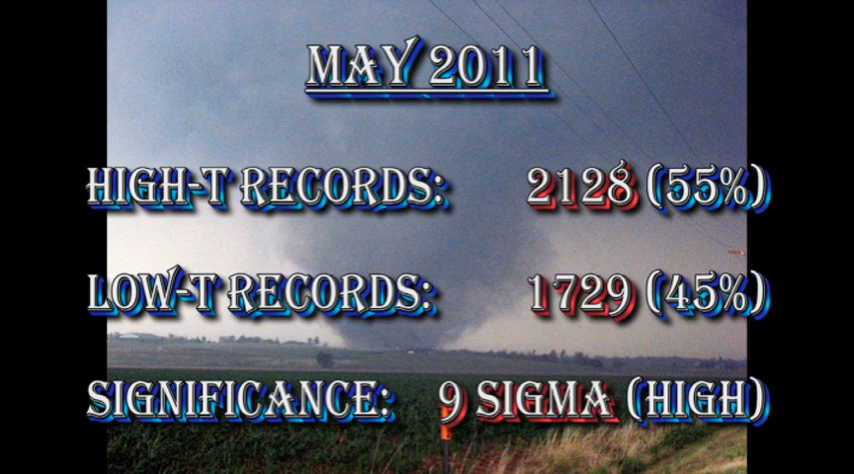 MAY 2011
HIGH-T RECORDS: 2128 (55%)
LOW-T RECORDS: 1729 (45%)
SIGNIFICANCE: 9 SIGMA (HIGH)